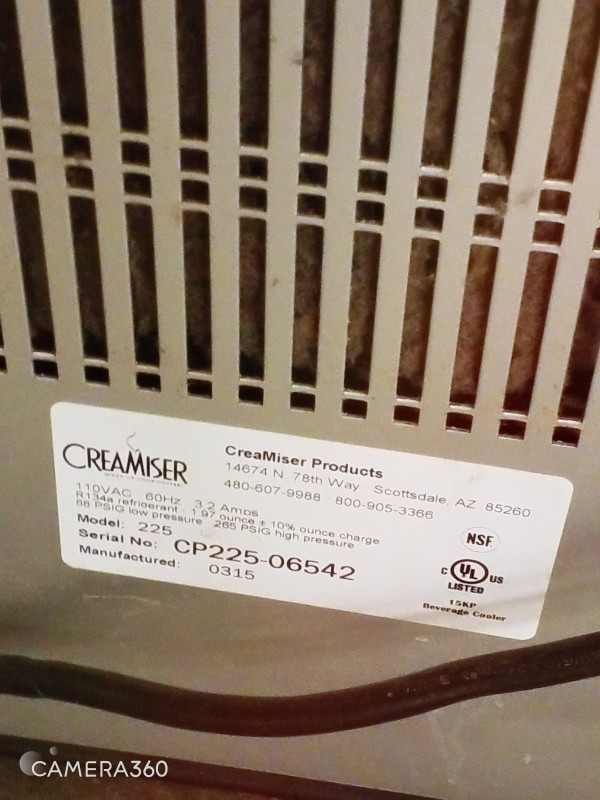 CREAMISER
CreaMiser Products
14674 N. 78th Way Scottsdale, AZ 85260
480-607-9988 800-905-3366
110VAC 60Hz 3.2 Amps
R134a refrigerant - 1.97 ounce ± 10% ounce charge
88 PSIG low pressure 265 PSIG high pressure
Model: 225
Serial No: CP225-06542
Manufactured: 0315
NSF
C UL US
LISTED
15KP
Beverage Cooler
CAMERA360